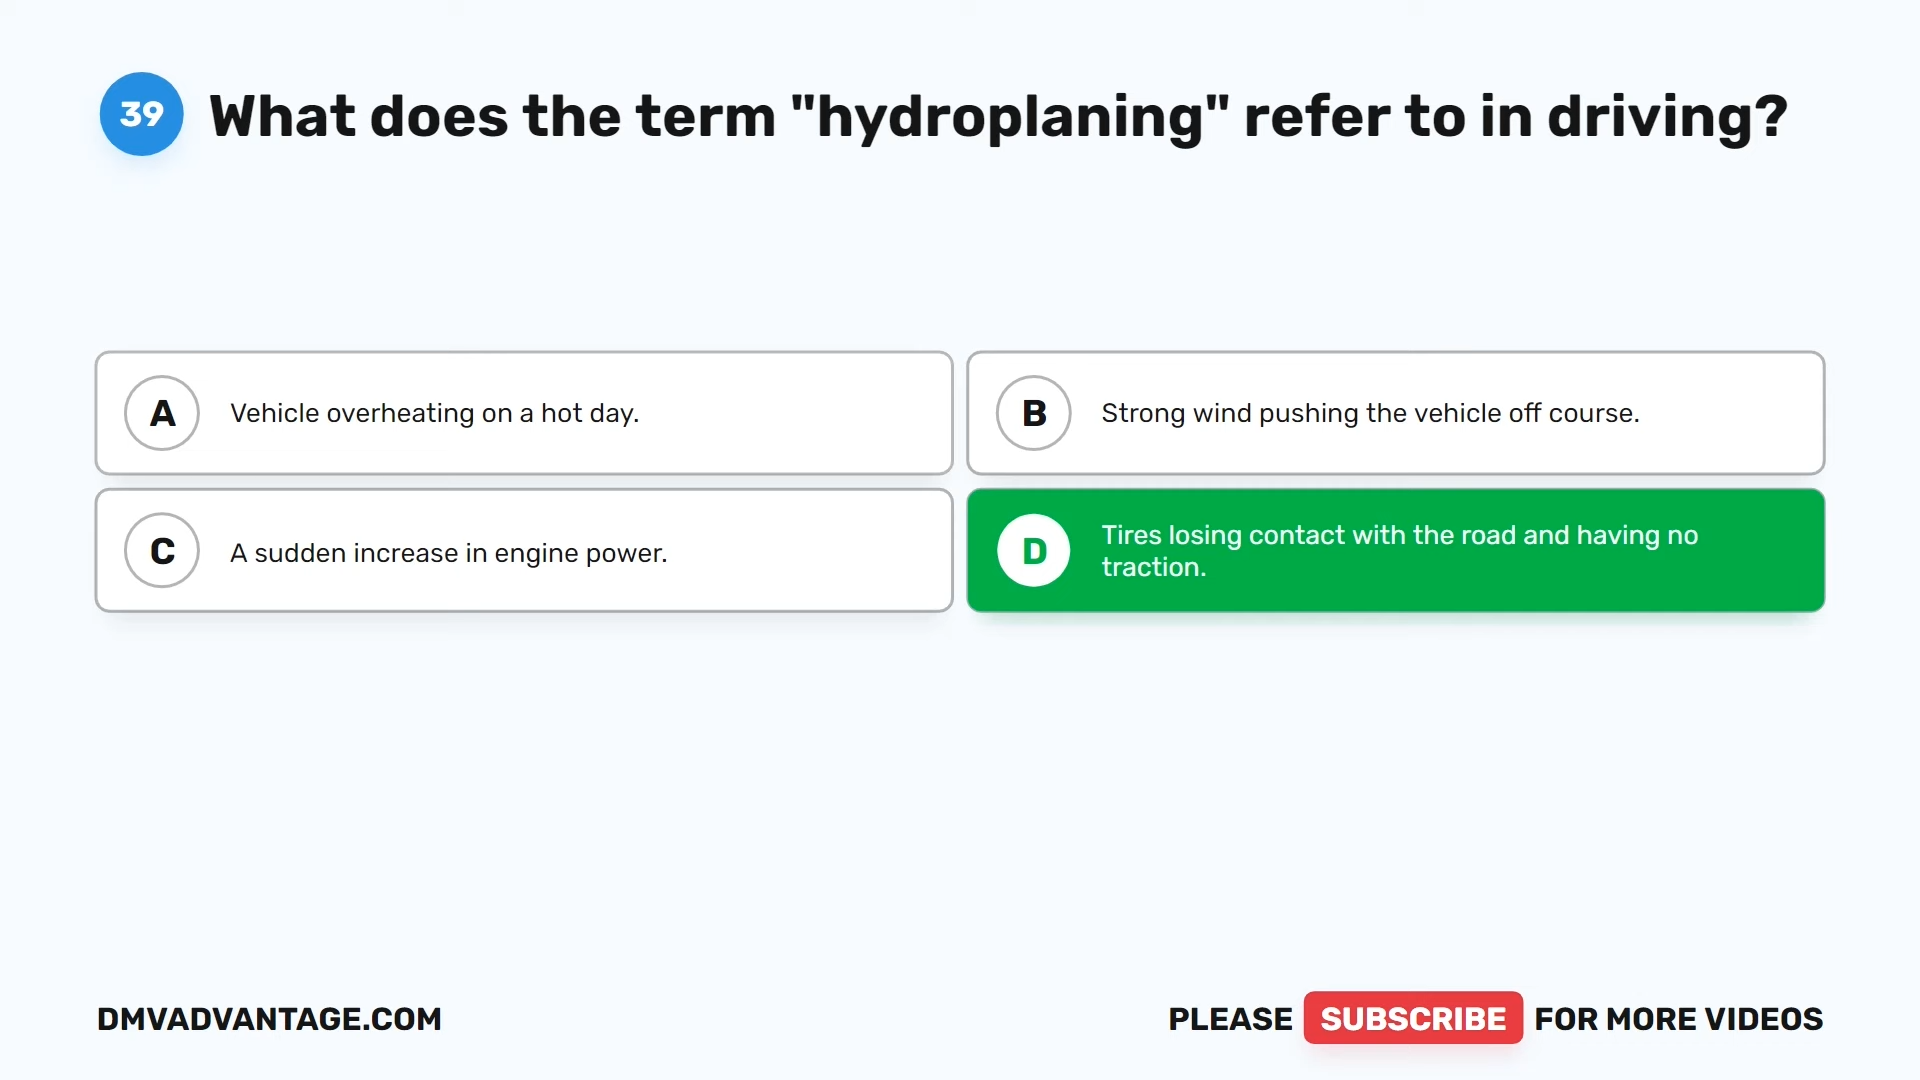 39
What does the term "hydroplaning" refer to in driving?
A
Vehicle overheating on a hot day.
B
Strong wind pushing the vehicle off course.
C
A sudden increase in engine power.
D
Tires losing contact with the road and having no
traction.
DMVADVANTAGE.COM
PLEASE SUBSCRIBE FOR MORE VIDEOS